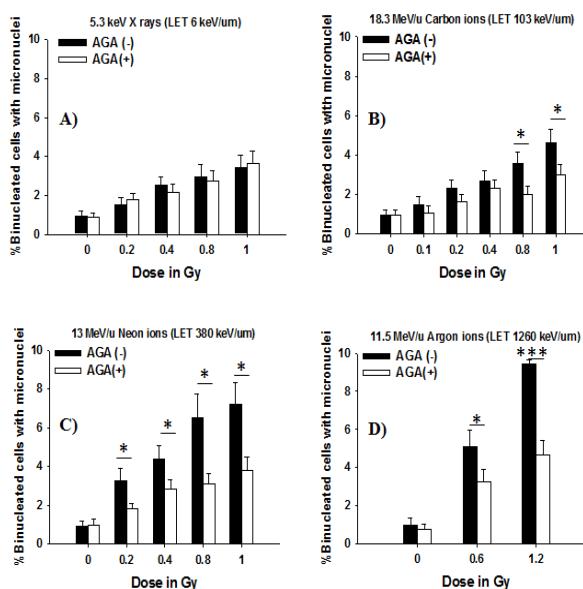 5.3 keV X rays (LET 6 keV/um)
AGA (-)
AGA(+)
A)
% Binucleated cells with micronuclei
10
8
6
4
2
0
0 0.2 0.4 0.8 1
Dose in Gy
18.3 MeV/u Carbon ions (LET 103 keV/um)
AGA (-)
AGA(+)
B)
*
*
% Binucleated cells with micronuclei
10
8
6
4
2
0
0 0.1 0.2 0.4 0.8 1
Dose in Gy
13 MeV/u Neon ions (LET 380 keV/um)
AGA (-)
AGA(+)
C)
*
*
*
*
% Binucleated cells with micronuclei
10
8
6
4
2
0
0 0.2 0.4 0.8 1
Dose in Gy
11.5 MeV/u Argon ions (LET 1260 keV/um)
AGA (-)
AGA(+)
D)
*
***
% Binucleated cells with micronuclei
10
8
6
4
2
0
0 0.6 1.2
Dose in Gy